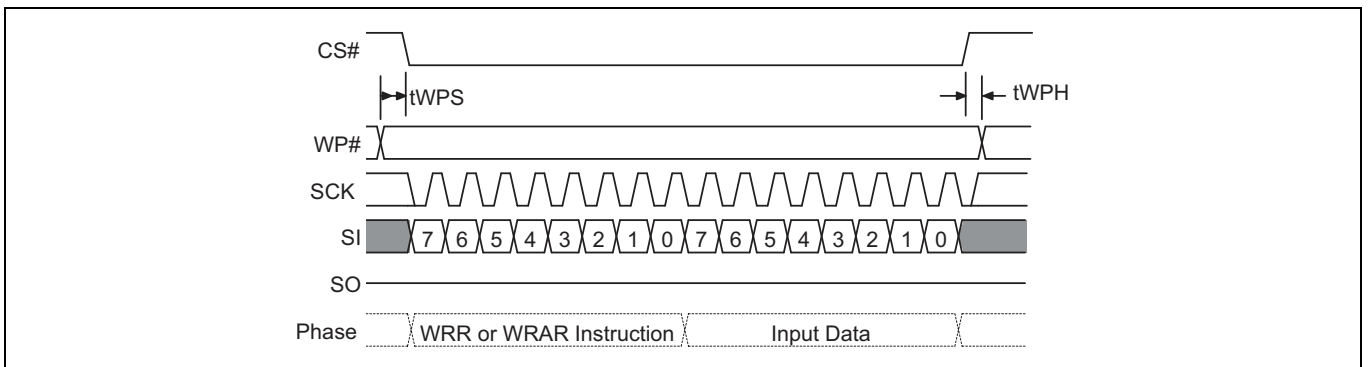 CS#
tWPS
tWPH
WP#
SCK
SI 7 6 5 4 3 2 1 0 7 6 5 4 3 2 1 0
SO
Phase WRR or WRAR Instruction Input Data